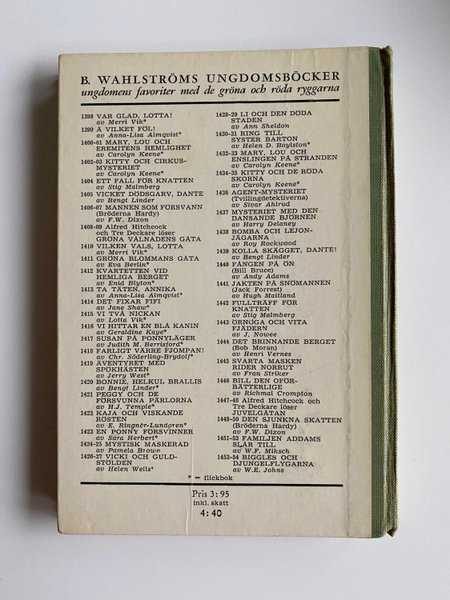 B. WAHLSTRÖMS UNGDOMSBÖCKER
ungdomens favoriter med de gröna och röda ryggarna
1398 VAR GLAD, LOTTA!
av Merri Vik*
1399 Å VILKET FÖL!
av Anna-Lisa Almqvist*
1400-01 MARY, LOU OCH
EREMITENS HEMLIGHET
av Carolyn Keene*
1402-03 KITTY OCH CIRKUS-
MYSTERIET
av Carolyn Keene*
1404 ETT FALL FÖR KNATTEN
av Stig Malmberg
1405 VICKET DÖDSGARV, DANTE
av Bengt Linder
1406-07 MANNEN SOM FÖRSVANN
(Bröderna Hardy)
av F.W. Dixon
1408-09 Alfred Hitchcock
och Tre Deckare löser
GRÖNA VÅLNADENS GÅTA
1410 VILKEN VALS, LOTTA
av Merri Vik*
1411 GRÖNA BLOMMANS GÅTA
av Eva Berlin*
1412 KVARTETTEN VID
HEMLIGA BERGET
av Enid Blyton*
1413 TA TÄTEN, ANNIKA
av Anna-Lisa Almqvist*
1414 DET FIXAR FIFI
av Jane Shaw*
1415 VI TVÅ NICKAN
av Lotta Vik*
1416 VI HITTAR EN BLÅ KANIN
av Geraldine Kaye*
1417 SUSAN PÅ PONNYLÄGER
av Judith M. Berrisford*
1418 FARLIGT VÄRRE FJOMPAN!
av Chr. Söderling-Brydolf*
1419 ÄVENTYRET MED
SPÖKHÄSTEN
av Jerry West*
1420 BONNIE, HELKUL BRALLIS
av Bengt Linder*
1421 PEGGY OCH DE
FÖRSVUNNA PÄRLORNA
av H.J. Temple*
1422 KAJA OCH VISKANDE
RÖSTEN
av E. Ringnér-Lundgren*
1423 EN PONNY FÖRSVINNER
av Sara Herbert*
1424-25 MYSTISK MASKERAD
av Pamela Brown
1426-27 VICKI OCH GULD-
STÖLDEN
av Helen Wells*
1428-29 LI OCH DEN DÖDA
STADEN
av Ann Sheldon
1430-31 RING TILL
SYSTER BARTON
av Helen D. Boylston*
1432-33 MARY, LOU OCH
ENSLINGEN PÅ STRANDEN
av Carolyn Keene*
1434-35 KITTY OCH DE RÖDA
SKORNA
av Carolyn Keene*
1436 AGENT-MYSTERIET
(Tvillingdetektiverna)
av Sivar Ahlrud
1437 MYSTERIET MED DEN
DANSANDE BJÖRNEN
av Harry Delaney
1438 BOMBA OCH LEJON-
JÄGARNA
av Roy Rockwood
1439 KOLLA SKÄGGET, DANTE!
av Bengt Linder
1440 FÅNGEN PÅ ÖN
(Bill Bruce)
av Andy Adams
1441 JAKTEN PÅ SNÖMANNEN
(Jack Forrest)
av Hugh Maitland
1442 FULLTRÄFF FÖR
KNATTEN
av Stig Malmberg
1443 ÖRNÖGA OCH VITA
FJÄDERN
av J. Nowee
1444 DET BRINNANDE BERGET
(Bob Moran)
av Henri Vernes
1445 SVARTA MASKEN
RIDER NORRUT
av Fran Striker
1446 BILL DEN OFÖR-
BÄTTERLIGE
av Richmal Crompton
1447-48 Alfred Hitchcock och
Tre Deckare löser
JUVELGÅTAN
1449-50 DEN SJUNKNA SKATTEN
(Bröderna Hardy)
av F.W. Dixon
1451-52 FAMILJEN ADDAMS
SLÅR TILL
av W.F. Miksch
1453-54 BIGGLES OCH
DJUNGELFLYGARNA
av W.E. Johns
* = flickbok
Pris 3: 95
inkl. skatt
4: 40